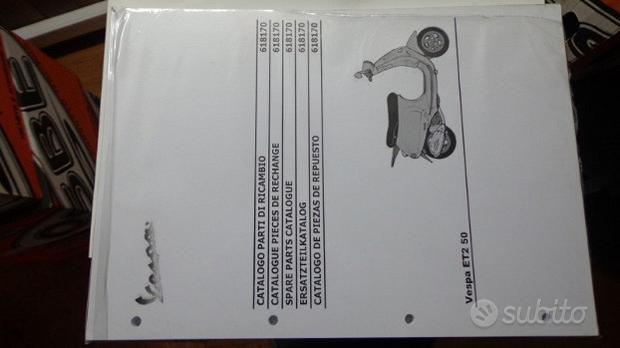 Vespa
CATALOGO PARTI DI RICAMBIO 618170
CATALOGUE PIECES DE RECHANGE 618170
SPARE PARTS CATALOGUE 618170
ERSATZTEILKATALOG 618170
CATALOGO DE PIEZAS DE REPUESTO 618170
Vespa ET2 50
subito